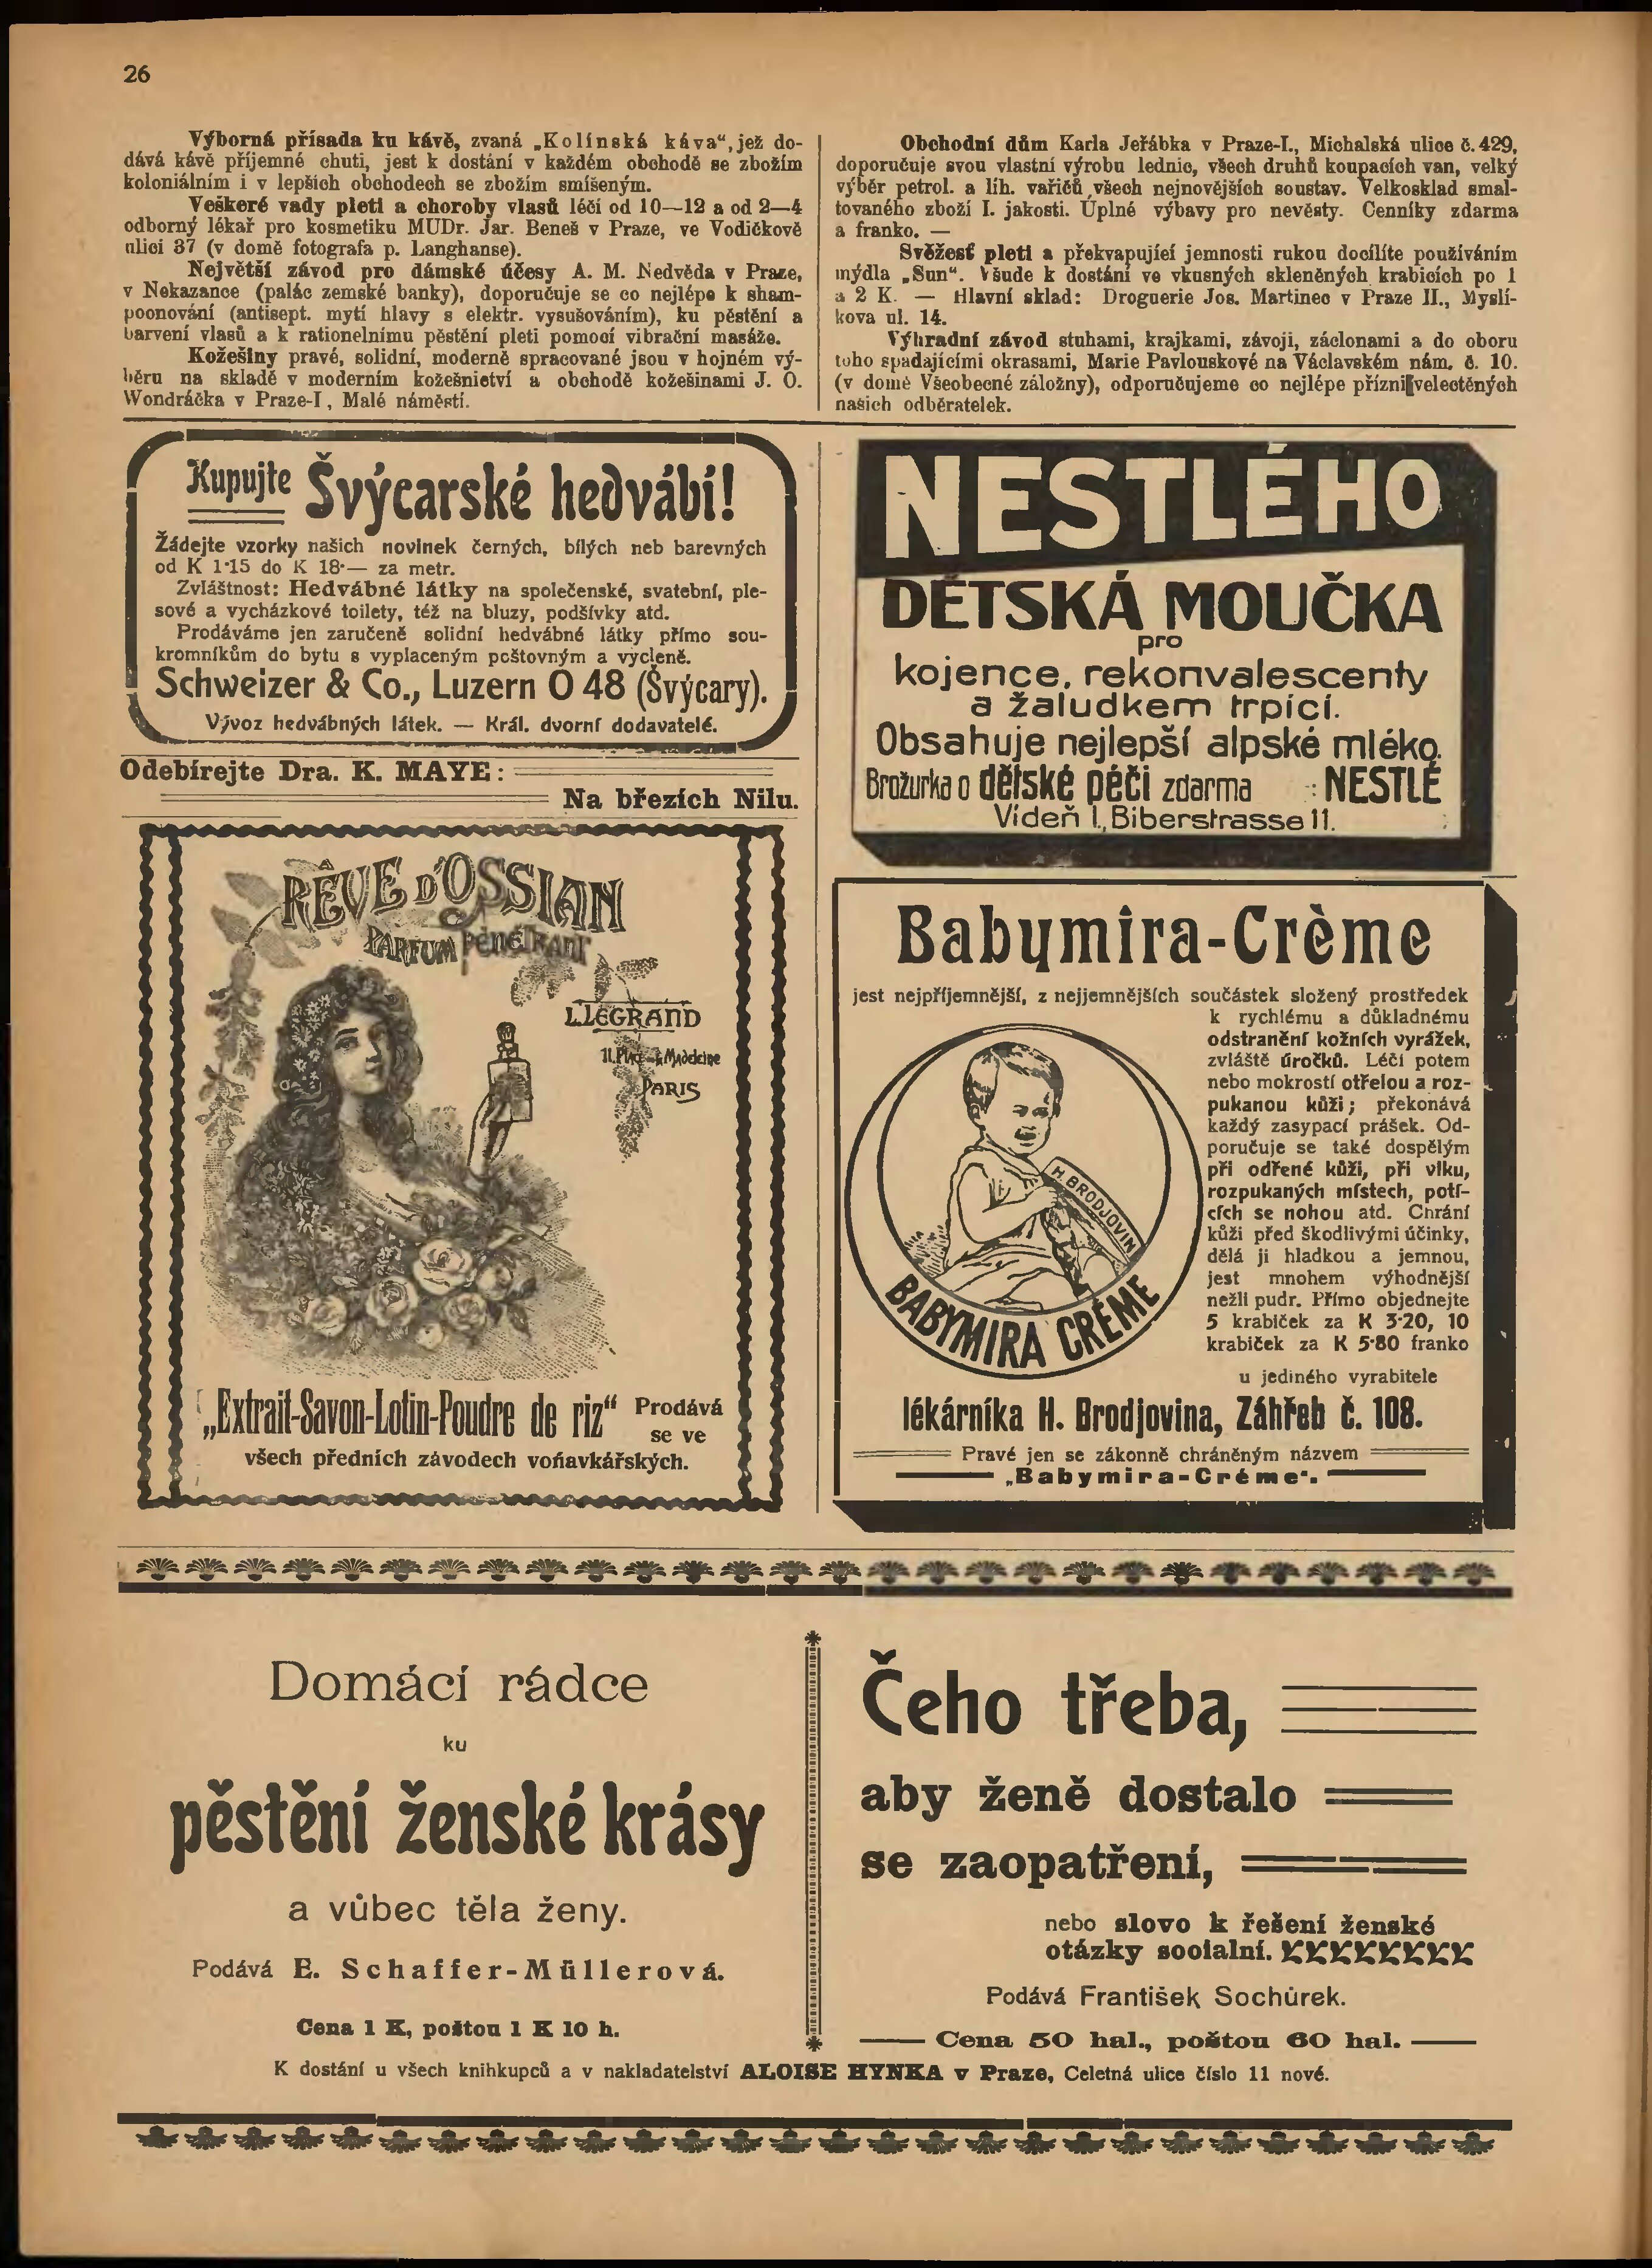 26
Výborná přísada ku kávě, zvaná „Kolínská káva“, jež do-
dává kávě příjemné chuti, jest k dostání v každém obchodě se zbožím
koloniálním i v lepších obchodech se zbožím smíšeným.
Veškeré vady pleti a choroby vlasů léčí od 10—12 a od 2—4
odborný lékař pro kosmetiku MUDr. Jar. Beneš v Praze, ve Vodičkově
ulici 37 (v domě fotografa p. Langhanse).
Největší závod pro dámské účesy A. M. Nedvěda v Praze,
v Nekazance (palác zemské banky), doporučuje se co nejlépe k sham-
poonování (antisept. mytí hlavy s elektr. vysušováním), ku pěstění a
barvení vlasů a k rationelnímu pěstění pleti pomocí vibrační masáže.
Kožešiny pravé, solidní, moderně spracované jsou v hojném vý-
běru na skladě v moderním kožešnictví a obchodě kožešinami J. O.
Wondráčka v Praze-I, Malé náměstí.
Obchodní dům Karla Jeřábka v Praze-I., Michalská ulice č. 429,
doporučuje svou vlastní výrobu lednic, všech druhů koupacích van, velký
výběr petrol. a lih. vařičů všech nejnovějších soustav. Velkosklad smal-
tovaného zboží I. jakosti. Úplné výbavy pro nevěsty. Cenníky zdarma
a franko. —
Svěžesť pleti a překvapující jemnosti rukou docílíte používáním
mýdla „Sun“. Všude k dostání ve vkusných skleněných krabicích po 1
a 2 K. — Hlavní sklad: Droguerie Jos. Martinec v Praze II., Myslí-
kova ul. 14.
Výhradní závod stuhami, krajkami, závoji, záclonami a do oboru
toho spadajícími okrasami, Marie Pavlouskové na Václavském nám. č. 10.
(v domě Všeobecné záložny), odporučujeme co nejlépe přízni velectěných
našich odběratelek.
Kupujte Švýcarské hedvábí!
Žádejte vzorky našich novinek černých, bílých neb barevných
od K 1·15 do K 18·— za metr.
Zvláštnost: Hedvábné látky na společenské, svatební, ple-
sové a vycházkové toilety, též na bluzy, podšívky atd.
Prodáváme jen zaručeně solidní hedvábné látky přímo sou-
kromníkům do bytu s vyplaceným poštovným a vycleně.
Schweizer & Co., Luzern O 48 (Švýcary).
Vývoz hedvábných látek. — Král. dvorní dodavatelé.
Odebírejte Dra. K. MAYE:
Na březích Nilu.
RÊVE D'OSSIAN
PARFUM PÉNÉTRANT
L. LEGRAND
11. Place de la Madeleine
PARIS
„Extrait-Savon-Lotin-Poudre de riz“ Prodává
se ve
všech předních závodech voňavkářských.
NESTLÉHO
DĚTSKÁ MOUČKA
pro
kojence, rekonvalescenty
a žaludkem trpící.
Obsahuje nejlepší alpské mléko.
Brožurka o dětské péči zdarma : NESTLÉ
Vídeň I., Biberstrasse 11.
Babymira-Crème
jest nejpříjemnější, z nejjemnějších součástek složený prostředek
k rychlému a důkladnému
odstranění kožních vyrážek,
zvláště úročků. Léčí potem
nebo mokrostí otřelou a roz-
pukanou kůži; překonává
každý zasypací prášek. Od-
poručuje se také dospělým
při odřené kůži, při vlku,
rozpukaných místech, potí-
cích se nohou atd. Chrání
kůži před škodlivými účinky,
dělá ji hladkou a jemnou,
jest mnohem výhodnější
nežli pudr. Přímo objednejte
5 krabiček za K 3·20, 10
krabiček za K 5·80 franko
H. BRODJOVIN
BABYMIRA CRÉME
u jediného vyrabitele
lékárníka H. Brodjovina, Záhřeb č. 108.
Pravé jen se zákonně chráněným názvem
„Babymira-Créme“.
Domácí rádce
ku
pěstění ženské krásy
a vůbec těla ženy.
Podává E. Schaffer-Müllerová.
Cena 1 K, poštou 1 K 10 h.
Čeho třeba,
aby ženě dostalo
se zaopatření,
nebo slovo k řešení ženské
otázky socialní.
Podává František Sochůrek.
Cena 50 hal., poštou 60 hal.
K dostání u všech knihkupců a v nakladatelství ALOISE HYNKA v Praze, Celetná ulice číslo 11 nové.